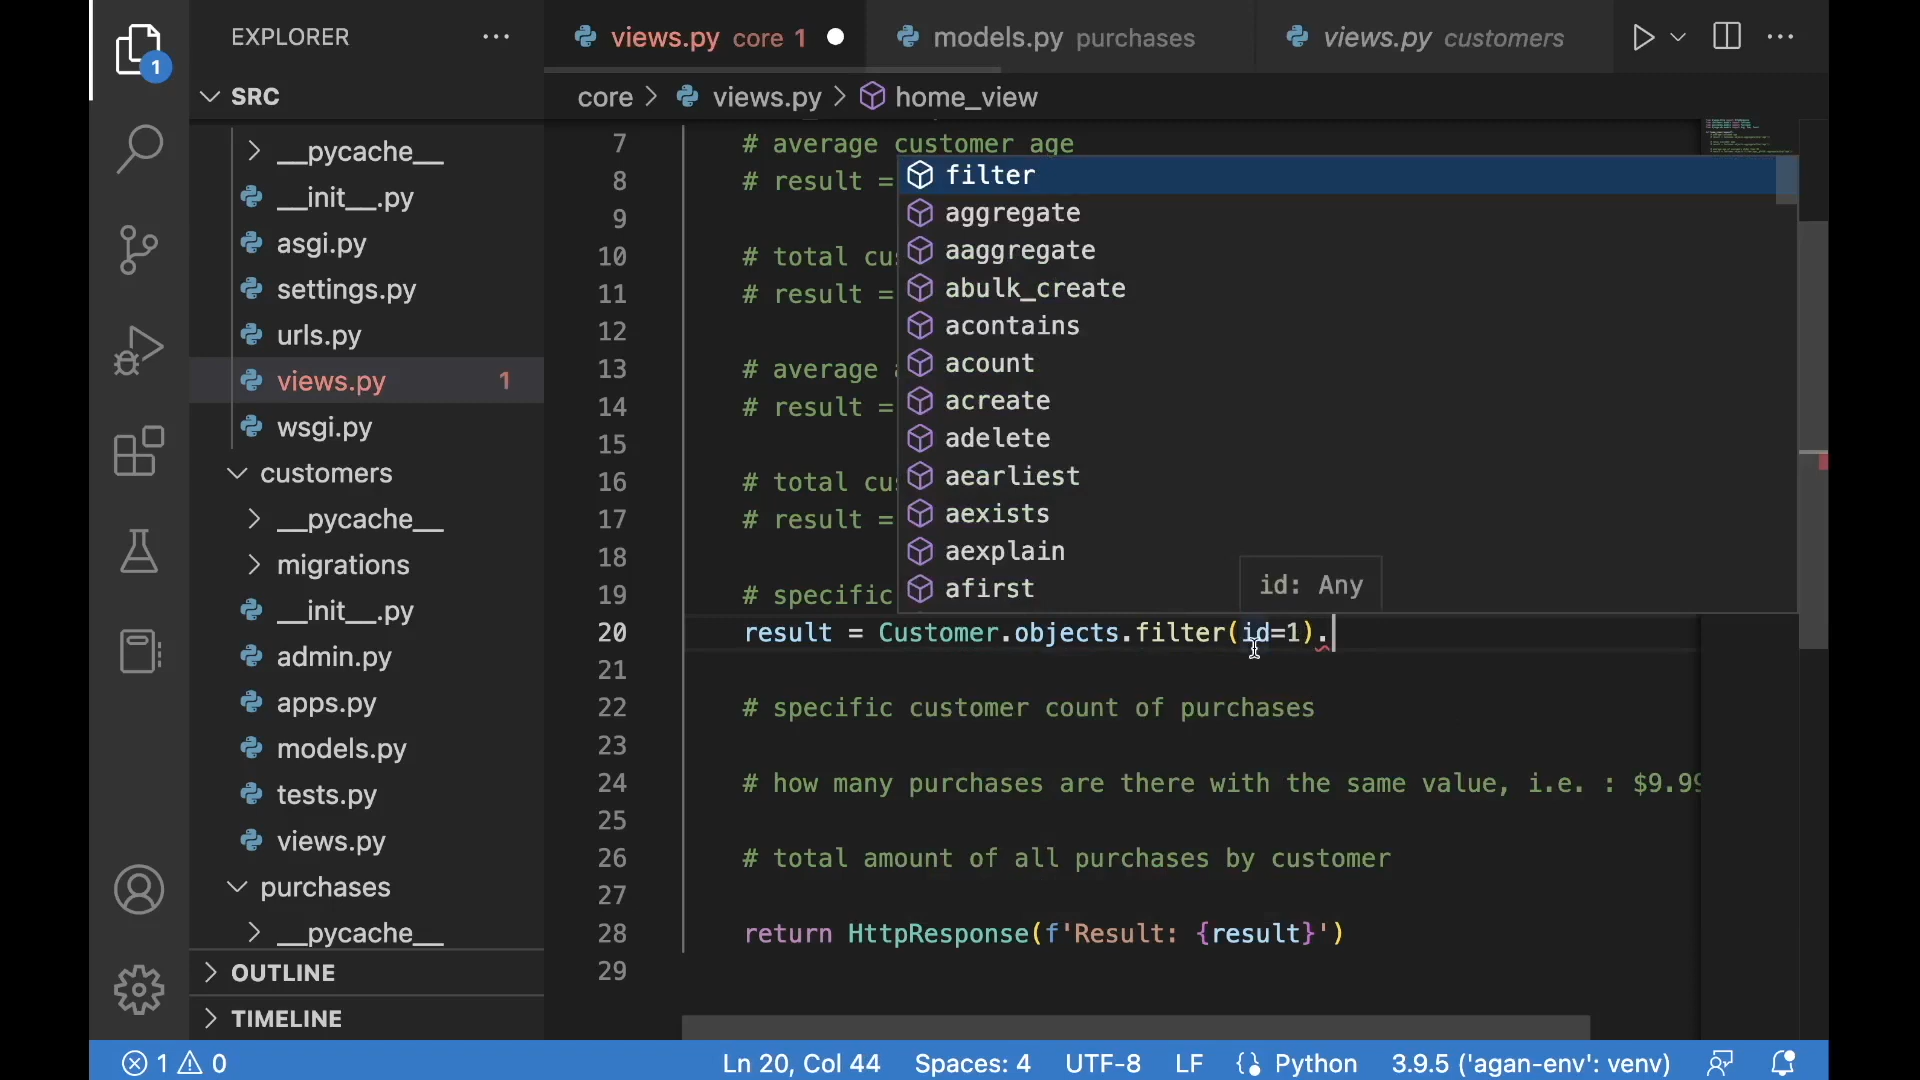 1
EXPLORER
SRC
__pycache__
__init__.py
asgi.py
settings.py
urls.py
views.py 1
wsgi.py
customers
__pycache__
migrations
__init__.py
admin.py
apps.py
models.py
tests.py
views.py
purchases
__pycache__
OUTLINE
TIMELINE
views.py core 1
models.py purchases
views.py customers
core > views.py > home_view
7 # average customer age
8 # result =
9
10 # total
11 # result =
12
13 # average
14 # result =
15
16 # total
17 # result =
18
19 # specific
20 result = Customer.objects.filter(id=1).
21
22 # specific customer count of purchases
23
24 # how many purchases are there with the same value, i.e. : $9.99
25
26 # total amount of all purchases by customer
27
28 return HttpResponse(f'Result: {result}')
29
filter
aggregate
aaggregate
abulk_create
acontains
acount
acreate
adelete
aearliest
aexists
aexplain
afirst
id: Any
1 0
Ln 20, Col 44
Spaces: 4
UTF-8
LF
Python
3.9.5 ('agan-env': venv)